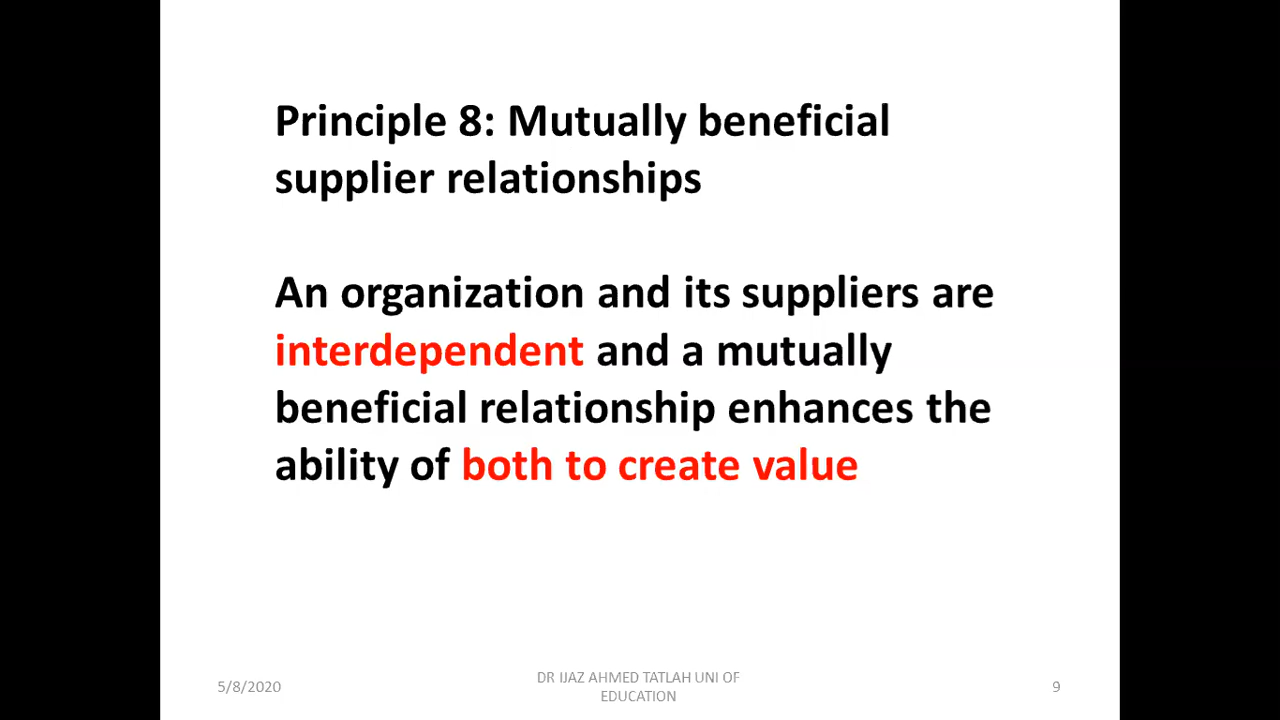 Principle 8: Mutually beneficial
supplier relationships
An organization and its suppliers are
interdependent and a mutually
beneficial relationship enhances the
ability of both to create value
5/8/2020
DR IJAZ AHMED TATLAH UNI OF
EDUCATION
9